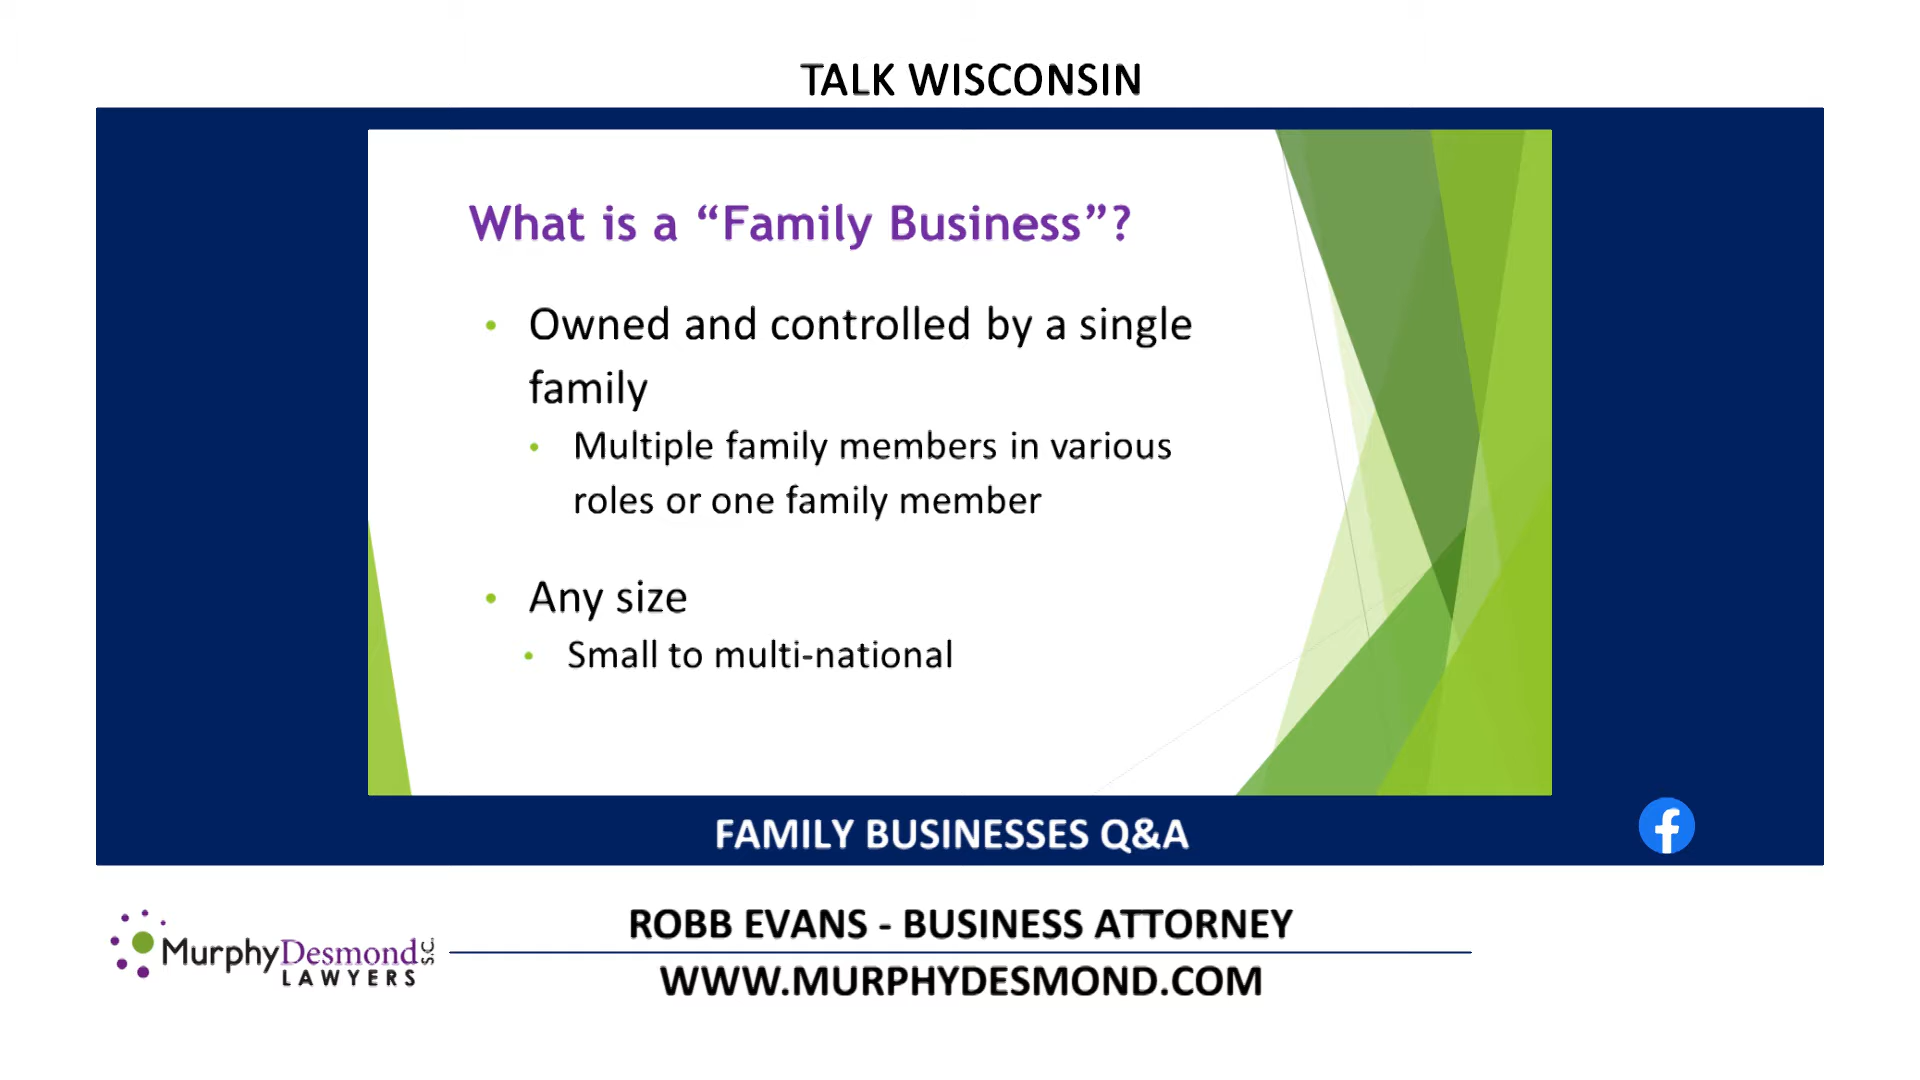 TALK WISCONSIN
What is a “Family Business”?
• Owned and controlled by a single
family
• Multiple family members in various
roles or one family member
• Any size
• Small to multi-national
FAMILY BUSINESSES Q&A
ROBB EVANS - BUSINESS ATTORNEY
MurphyDesmond S.C.
LAWYERS
WWW.MURPHYDESMOND.COM